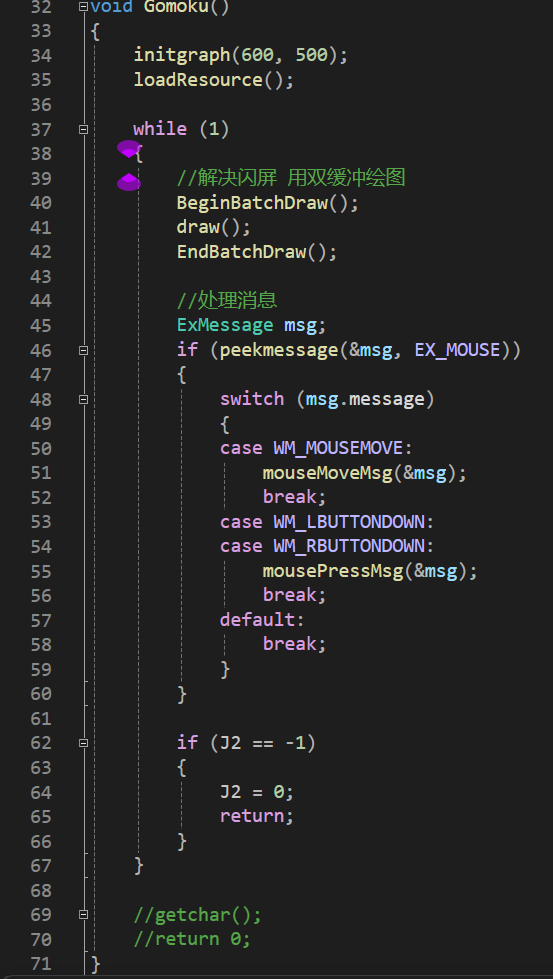 32 void Gomoku()
33 {
34 initgraph(600, 500);
35 loadResource();
36
37 while (1)
38 {
39 //解决闪屏 用双缓冲绘图
40 BeginBatchDraw();
41 draw();
42 EndBatchDraw();
43
44 //处理消息
45 ExMessage msg;
46 if (peekmessage(&msg, EX_MOUSE))
47 {
48 switch (msg.message)
49 {
50 case WM_MOUSEMOVE:
51 mouseMoveMsg(&msg);
52 break;
53 case WM_LBUTTONDOWN:
54 case WM_RBUTTONDOWN:
55 mousePressMsg(&msg);
56 break;
57 default:
58 break;
59 }
60 }
61
62 if (J2 == -1)
63 {
64 J2 = 0;
65 return;
66 }
67 }
68
69 //getchar();
70 //return 0;
71 }